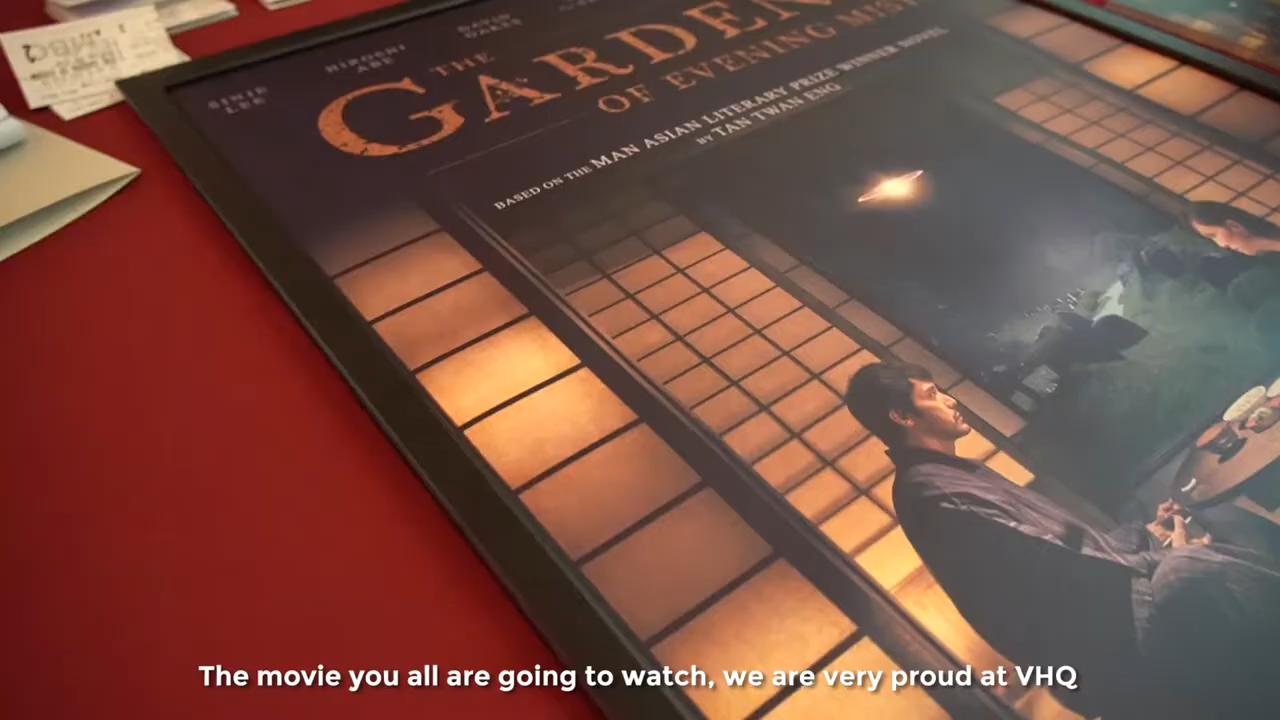 SINJE
LEE
HIROSHI
ABE
DAVID
OAKES
THE
GARDEN
OF EVENING MIST
BASED ON THE MAN ASIAN LITERARY PRIZE WINNER NOVEL
BY TAN TWAN ENG
The movie you all are going to watch, we are very proud at VHQ